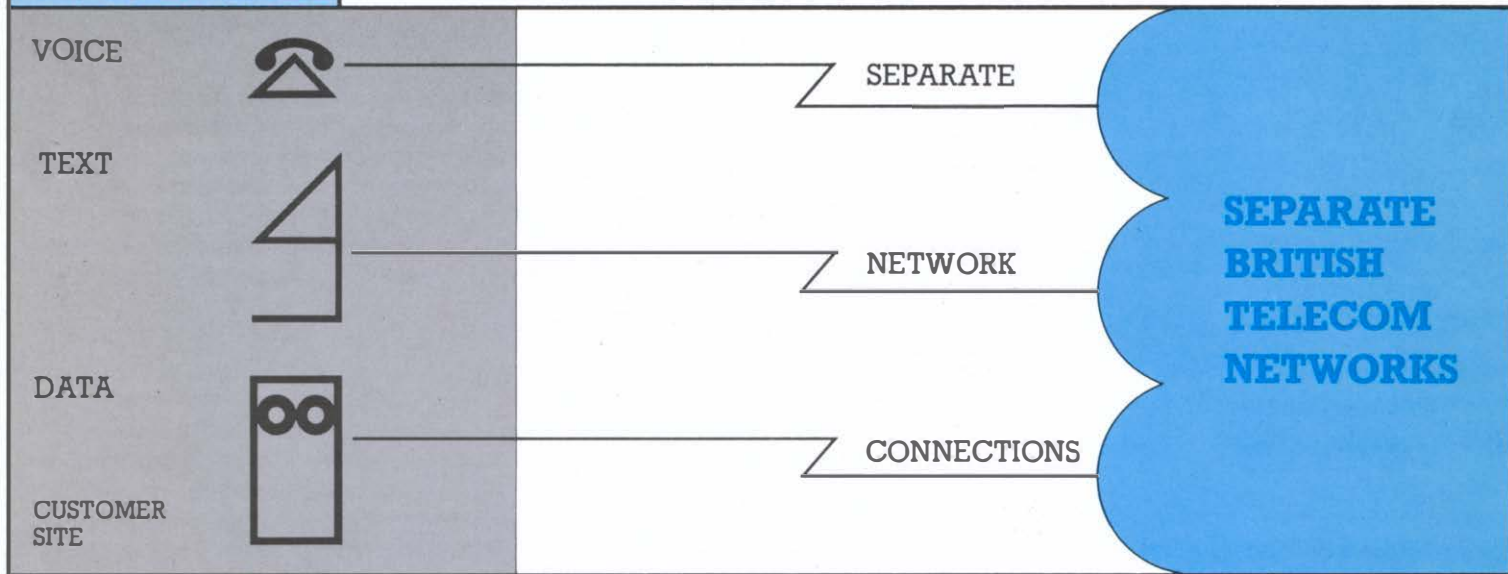 VOICE
SEPARATE
TEXT
NETWORK
DATA
CONNECTIONS
CUSTOMER
SITE
SEPARATE
BRITISH
TELECOM
NETWORKS